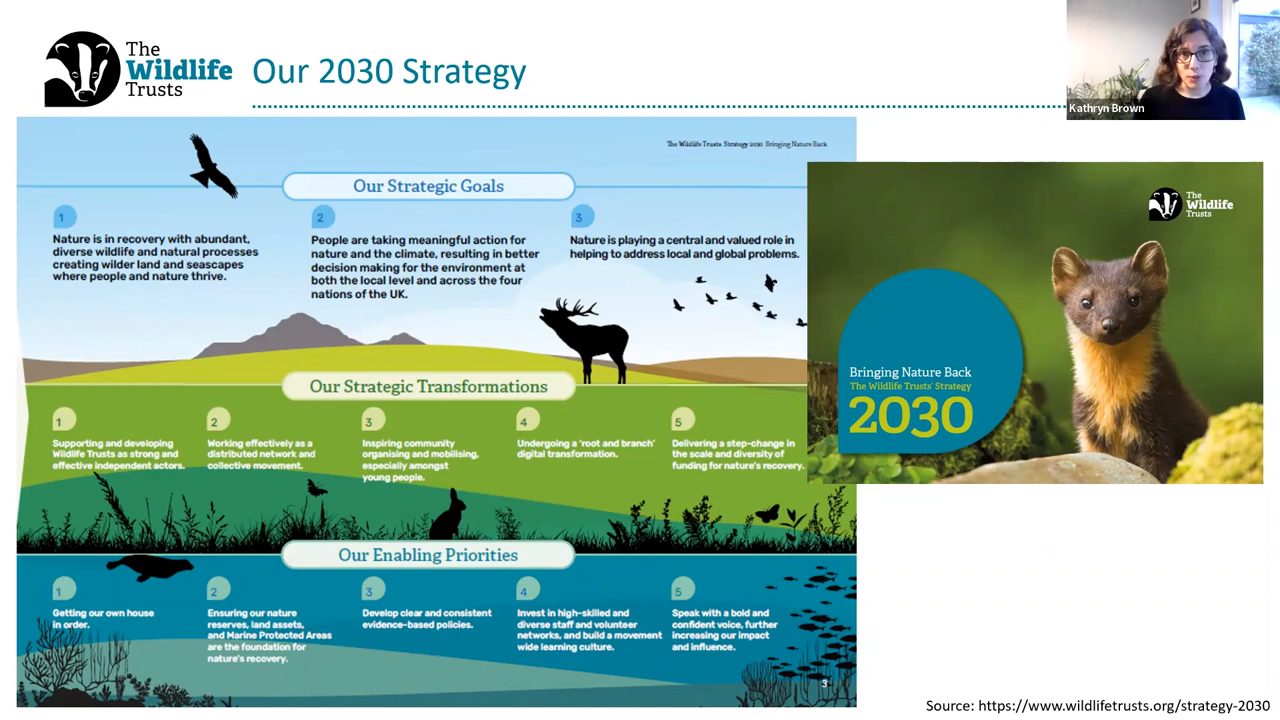 The
Wildlife
Trusts
Our 2030 Strategy
Kathryn Brown
The Wildlife Trusts Strategy 2030 Bringing Nature Back
Our Strategic Goals
1
Nature is in recovery with abundant,
diverse wildlife and natural processes
creating wilder land and seascapes
where people and nature thrive.
2
People are taking meaningful action for
nature and the climate, resulting in better
decision making for the environment at
both the local level and across the four
nations of the UK.
3
Nature is playing a central and valued role in
helping to address local and global problems.
Our Strategic Transformations
1
Supporting and developing
Wildlife Trusts as strong and
effective independent actors.
2
Working effectively as a
distributed network and
collective movement.
3
Inspiring community
organising and mobilising,
especially amongst
young people.
4
Undergoing a ‘root and branch’
digital transformation.
5
Delivering a step-change in
the scale and diversity of
funding for nature's recovery.
Our Enabling Priorities
1
Getting our own house
in order.
2
Ensuring our nature
reserves, land assets,
and Marine Protected Areas
are the foundation for
nature's recovery.
3
Develop clear and consistent
evidence-based policies.
4
Invest in high-skilled and
diverse staff and volunteer
networks, and build a movement
wide learning culture.
5
Speak with a bold and
confident voice, further
increasing our impact
and influence.
3
The
Wildlife
Trusts
Bringing Nature Back
The Wildlife Trusts' Strategy
2030
Source: https://www.wildlifetrusts.org/strategy-2030